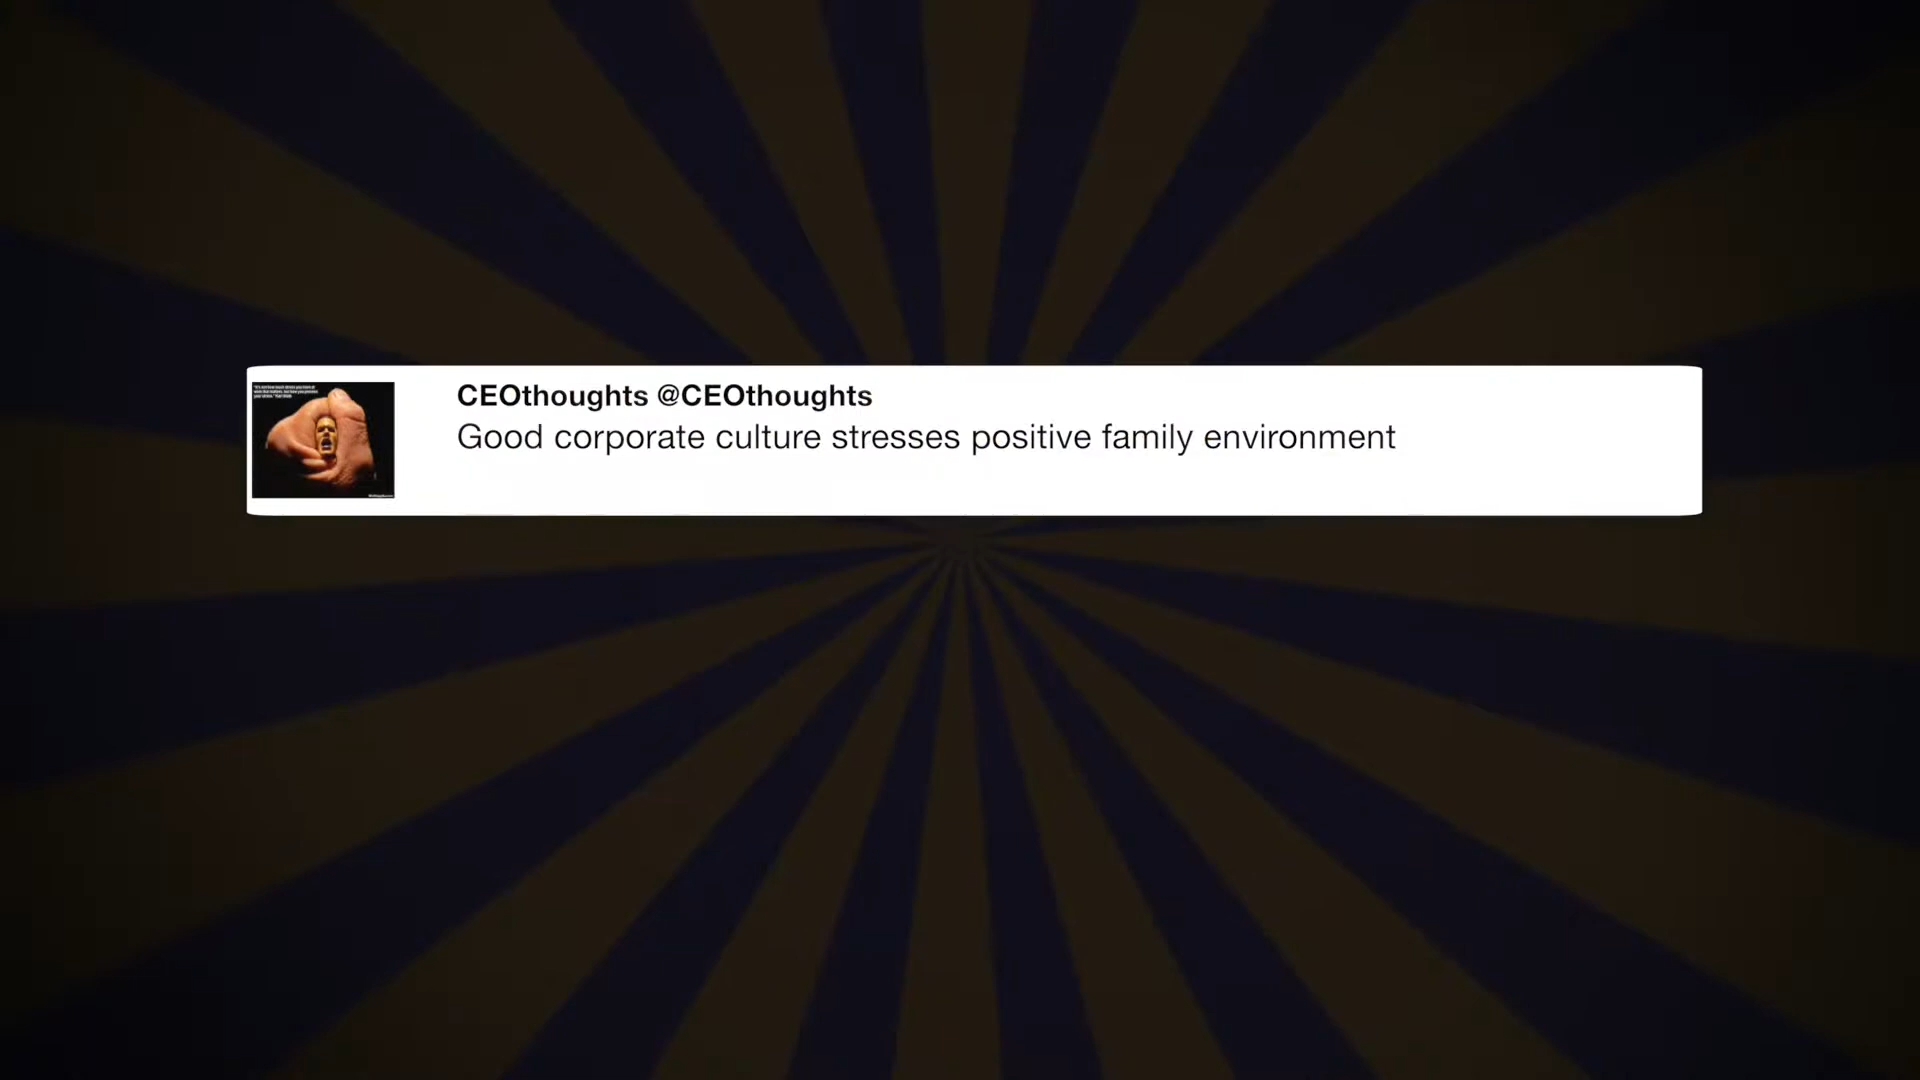 CEOthoughts @CEOthoughts
Good corporate culture stresses positive family environment